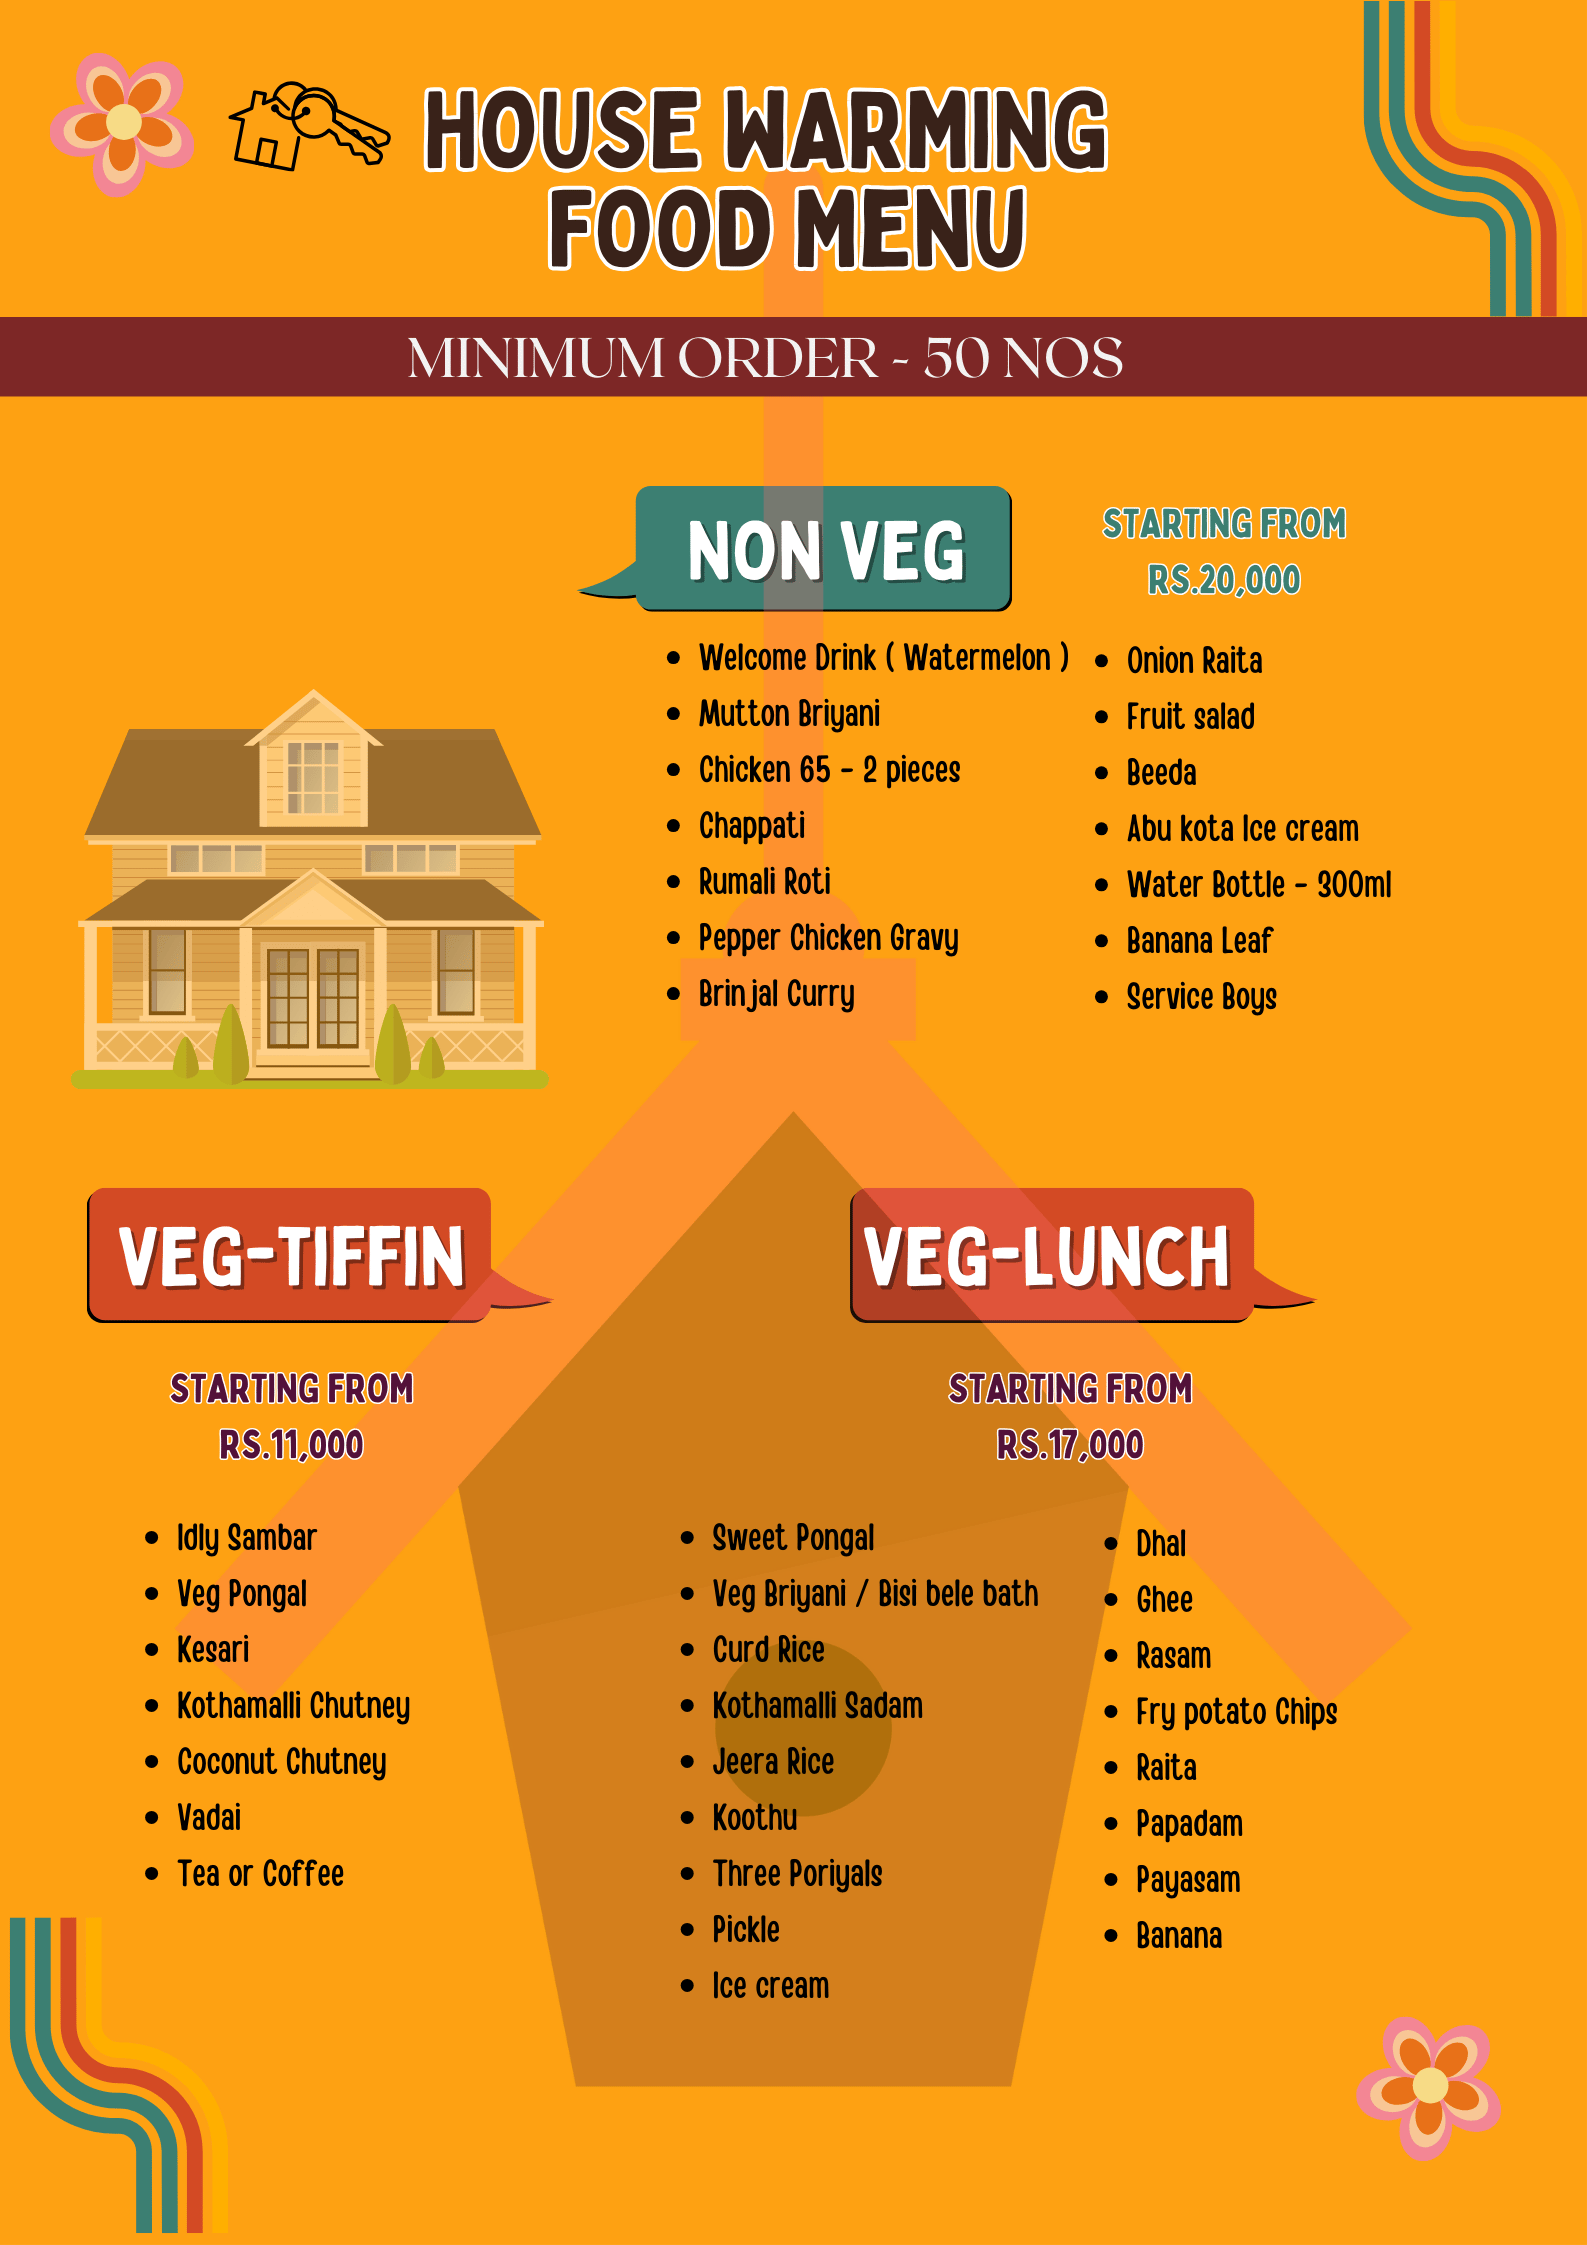 HOUSE WARMING
FOOD MENU
MINIMUM ORDER - 50 NOS
NON VEG
STARTING FROM
RS.20,000
Welcome Drink ( Watermelon )
Mutton Briyani
Chicken 65 - 2 pieces
Chappati
Rumali Roti
Pepper Chicken Gravy
Brinjal Curry
Onion Raita
Fruit salad
Beeda
Abu kota Ice cream
Water Bottle - 300ml
Banana Leaf
Service Boys
VEG-TIFFIN
STARTING FROM
RS.11,000
Idly Sambar
Veg Pongal
Kesari
Kothamalli Chutney
Coconut Chutney
Vadai
Tea or Coffee
VEG-LUNCH
STARTING FROM
RS.17,000
Sweet Pongal
Veg Briyani / Bisi bele bath
Curd Rice
Kothamalli Sadam
Jeera Rice
Koothu
Three Poriyals
Pickle
Ice cream
Dhal
Ghee
Rasam
Fry potato Chips
Raita
Papadam
Payasam
Banana